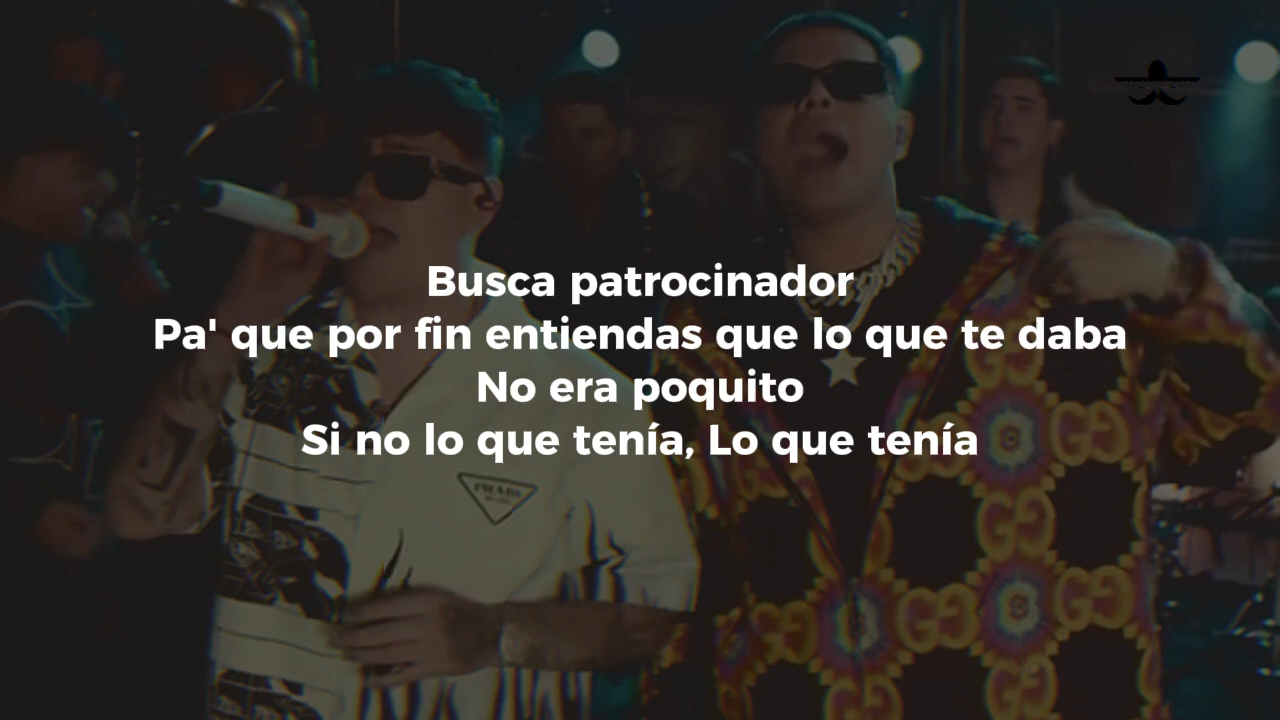 Busca patrocinador
Pa' que por fin entiendas que lo que te daba
No era poquito
Si no lo que tenía, Lo que tenía
PRADA